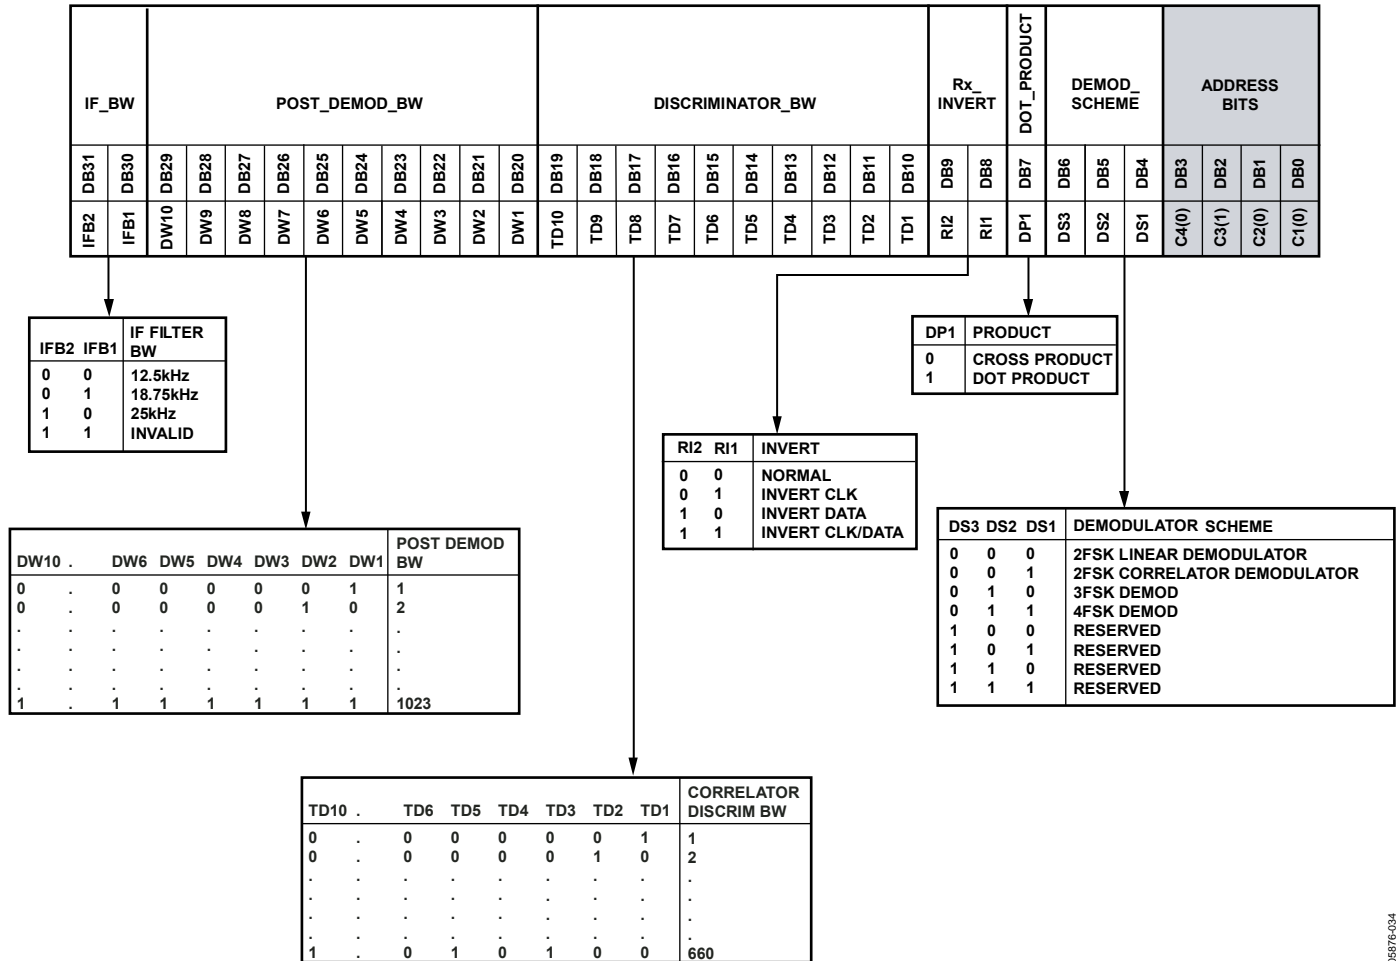 IF_BW POST_DEMOD_BW DISCRIMINATOR_BW Rx_ INVERT DOT_PRODUCT DEMOD_ SCHEME ADDRESS BITS
DB31 DB30 DB29 DB28 DB27 DB26 DB25 DB24 DB23 DB22 DB21 DB20 DB19 DB18 DB17 DB16 DB15 DB14 DB13 DB12 DB11 DB10 DB9 DB8 DB7 DB6 DB5 DB4 DB3 DB2 DB1 DB0
IFB2 IFB1 DW10 DW9 DW8 DW7 DW6 DW5 DW4 DW3 DW2 DW1 TD10 TD9 TD8 TD7 TD6 TD5 TD4 TD3 TD2 TD1 RI2 RI1 DP1 DS3 DS2 DS1 C4(0) C3(1) C2(0) C1(0)
IFB2 IFB1 IF FILTER BW
0 0 12.5kHz
0 1 18.75kHz
1 0 25kHz
1 1 INVALID
DP1 PRODUCT
0 CROSS PRODUCT
1 DOT PRODUCT
RI2 RI1 INVERT
0 0 NORMAL
0 1 INVERT CLK
1 0 INVERT DATA
1 1 INVERT CLK/DATA
DS3 DS2 DS1 DEMODULATOR SCHEME
0 0 0 2FSK LINEAR DEMODULATOR
0 0 1 2FSK CORRELATOR DEMODULATOR
0 1 0 3FSK DEMOD
0 1 1 4FSK DEMOD
1 0 0 RESERVED
1 0 1 RESERVED
1 1 0 RESERVED
1 1 1 RESERVED
DW10 . DW6 DW5 DW4 DW3 DW2 DW1 POST DEMOD BW
0 . 0 0 0 0 0 1 1
0 . 0 0 0 0 1 0 2
. . . . . . . . .
. . . . . . . . .
. . . . . . . . .
. . . . . . . . .
1 . 1 1 1 1 1 1 1023
TD10 . TD6 TD5 TD4 TD3 TD2 TD1 CORRELATOR DISCRIM BW
0 . 0 0 0 0 0 1 1
0 . 0 0 0 0 1 0 2
. . . . . . . . .
. . . . . . . . .
. . . . . . . . .
. . . . . . . . .
1 . 0 1 0 1 0 0 660
05876-034